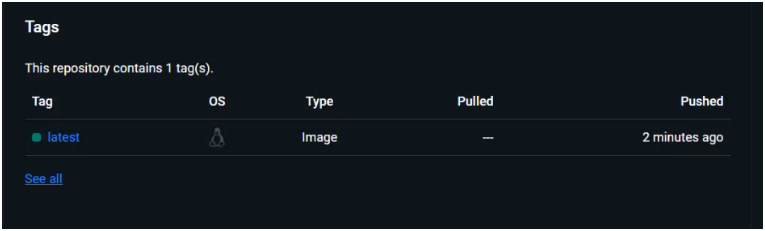 Tags
This repository contains 1 tag(s).
Tag OS Type Pulled Pushed
latest Image --- 2 minutes ago
See all